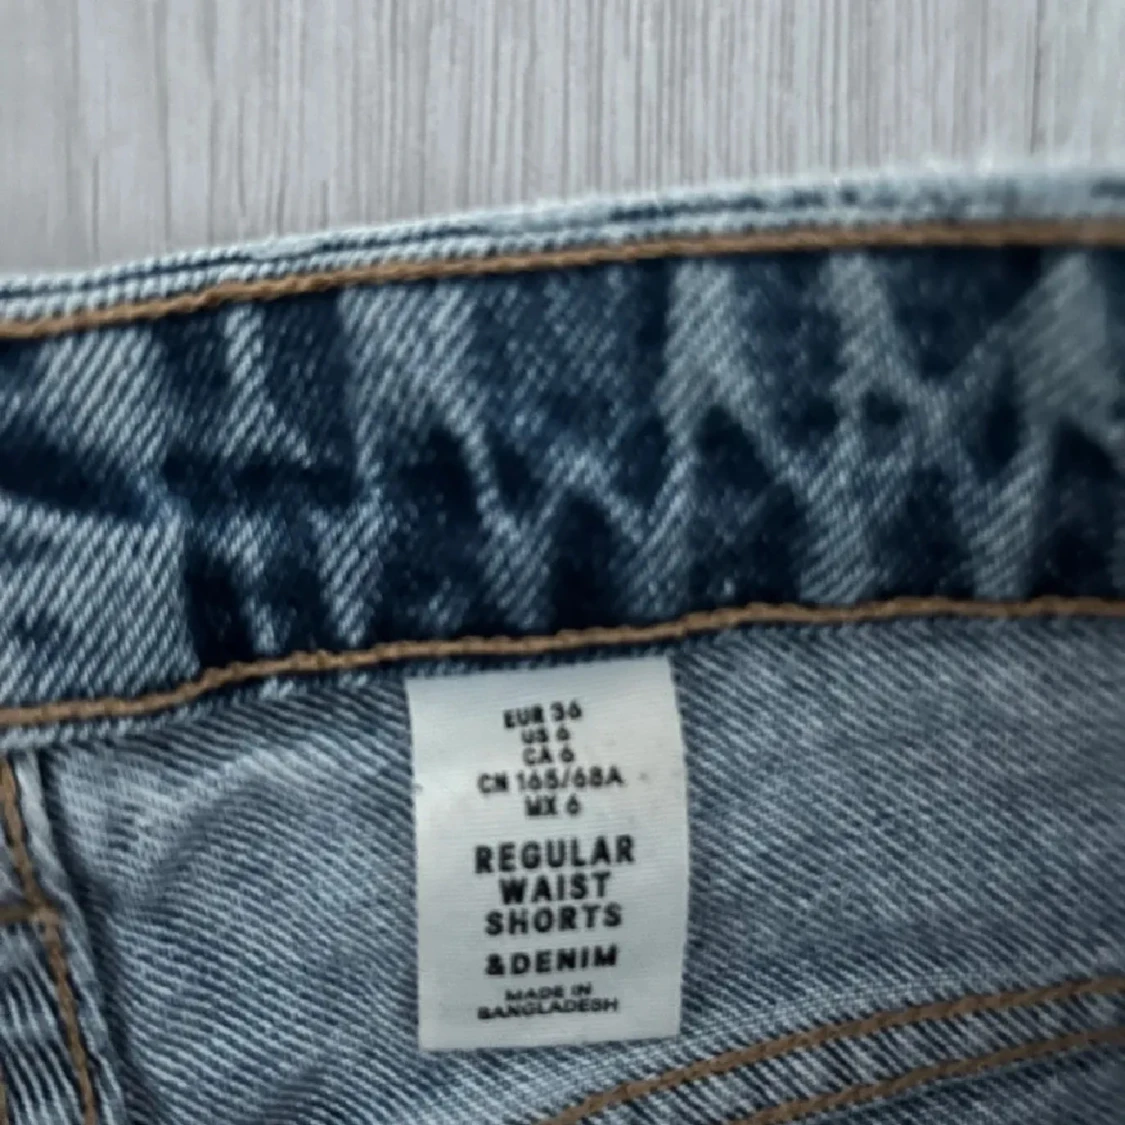 EUR 36
US 6
CA 6
CN 165/68A
MX 6
REGULAR
WAIST
SHORTS
&DENIM
MADE IN
BANGLADESH